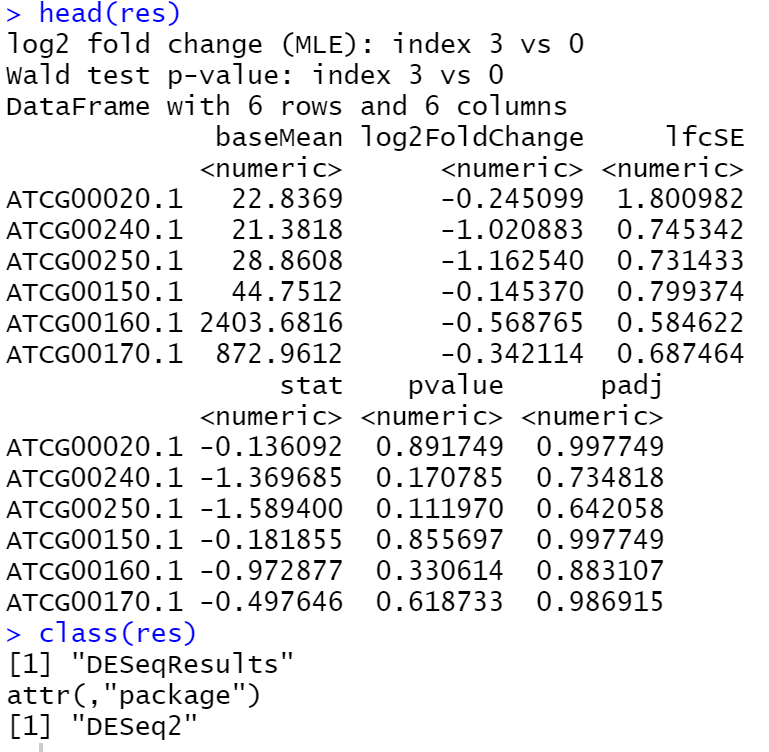 > head(res)
log2 fold change (MLE): index 3 vs 0
Wald test p-value: index 3 vs 0
DataFrame with 6 rows and 6 columns
             baseMean log2FoldChange     lfcSE
            <numeric>      <numeric> <numeric>
ATCG00020.1   22.8369      -0.245099  1.800982
ATCG00240.1   21.3818      -1.020883  0.745342
ATCG00250.1   28.8608      -1.162540  0.731433
ATCG00150.1   44.7512      -0.145370  0.799374
ATCG00160.1 2403.6816      -0.568765  0.584622
ATCG00170.1  872.9612      -0.342114  0.687464
                 stat    pvalue      padj
            <numeric> <numeric> <numeric>
ATCG00020.1 -0.136092  0.891749  0.997749
ATCG00240.1 -1.369685  0.170785  0.734818
ATCG00250.1 -1.589400  0.111970  0.642058
ATCG00150.1 -0.181855  0.855697  0.997749
ATCG00160.1 -0.972877  0.330614  0.883107
ATCG00170.1 -0.497646  0.618733  0.986915
> class(res)
[1] "DESeqResults"
attr(,"package")
[1] "DESeq2"